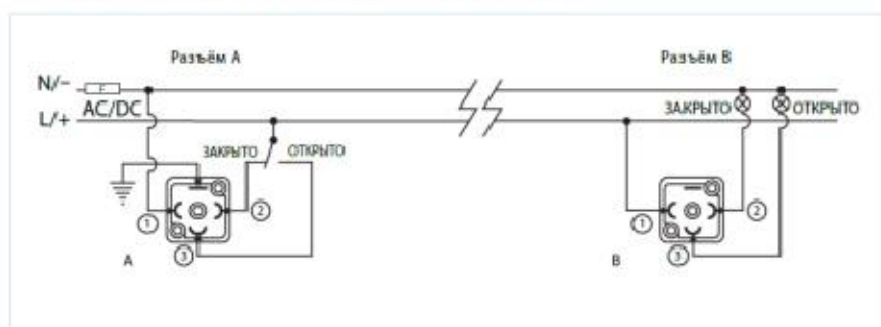 Разъём A Разъём B
N/−
F
AC/DC
ЗАКРЫТО ОТКРЫТО
L/+
ЗАКРЫТО ОТКРЫТО
1 2 1 2
A 3 B 3